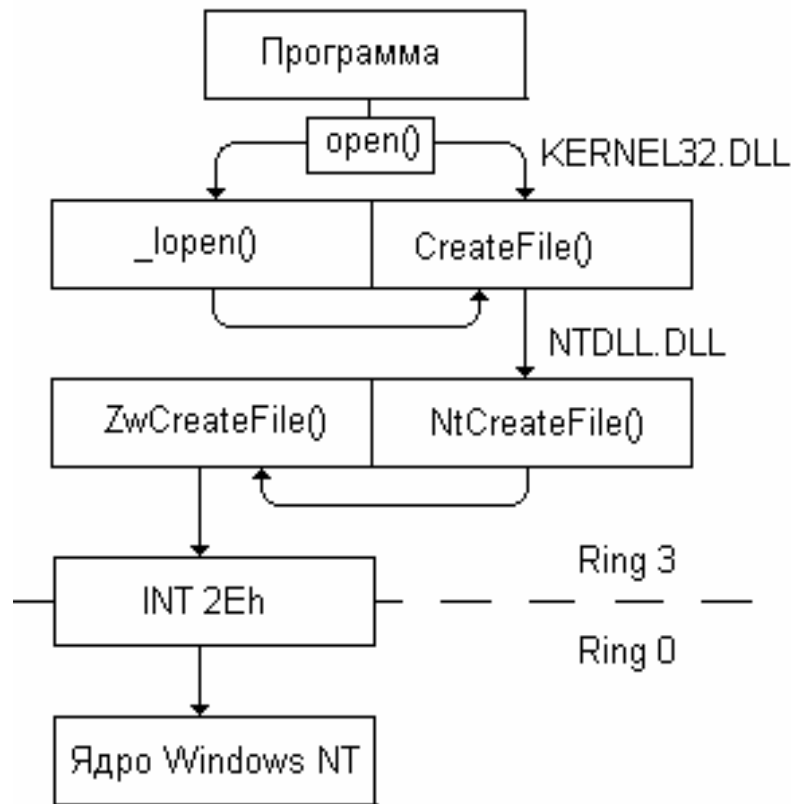 Программа
open()
KERNEL32.DLL
_lopen()
CreateFile()
NTDLL.DLL
ZwCreateFile()
NtCreateFile()
Ring 3
INT 2Eh
Ring 0
Ядро Windows NT